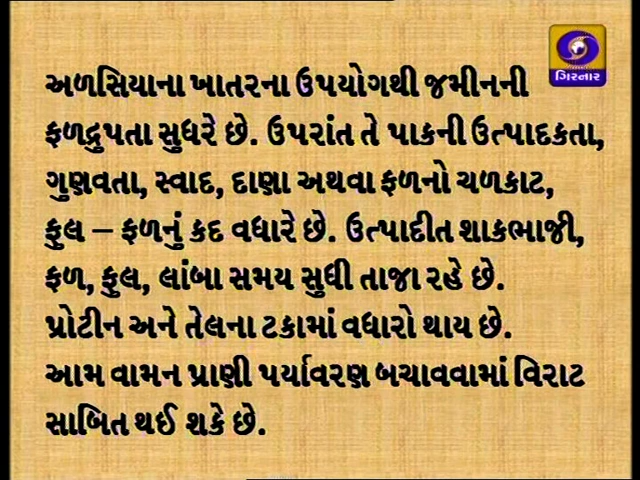 ગિરનાર
અળસિયાના ખાતરના ઉપયોગથી જમીનની
ફળદ્રુપતા સુધરે છે. ઉપરાંત તે પાકની ઉત્પાદકતા,
ગુણવતા, સ્વાદ, દાણા અથવા ફળનો ચળકાટ,
ફુલ – ફળનું કદ વધારે છે. ઉત્પાદીત શાકભાજી,
ફળ, ફુલ, લાંબા સમય સુધી તાજા રહે છે.
પ્રોટીન અને તેલના ટકામાં વધારો થાય છે.
આમ વામન પ્રાણી પર્યાવરણ બચાવવામાં વિરાટ
સાબિત થઈ શકે છે.